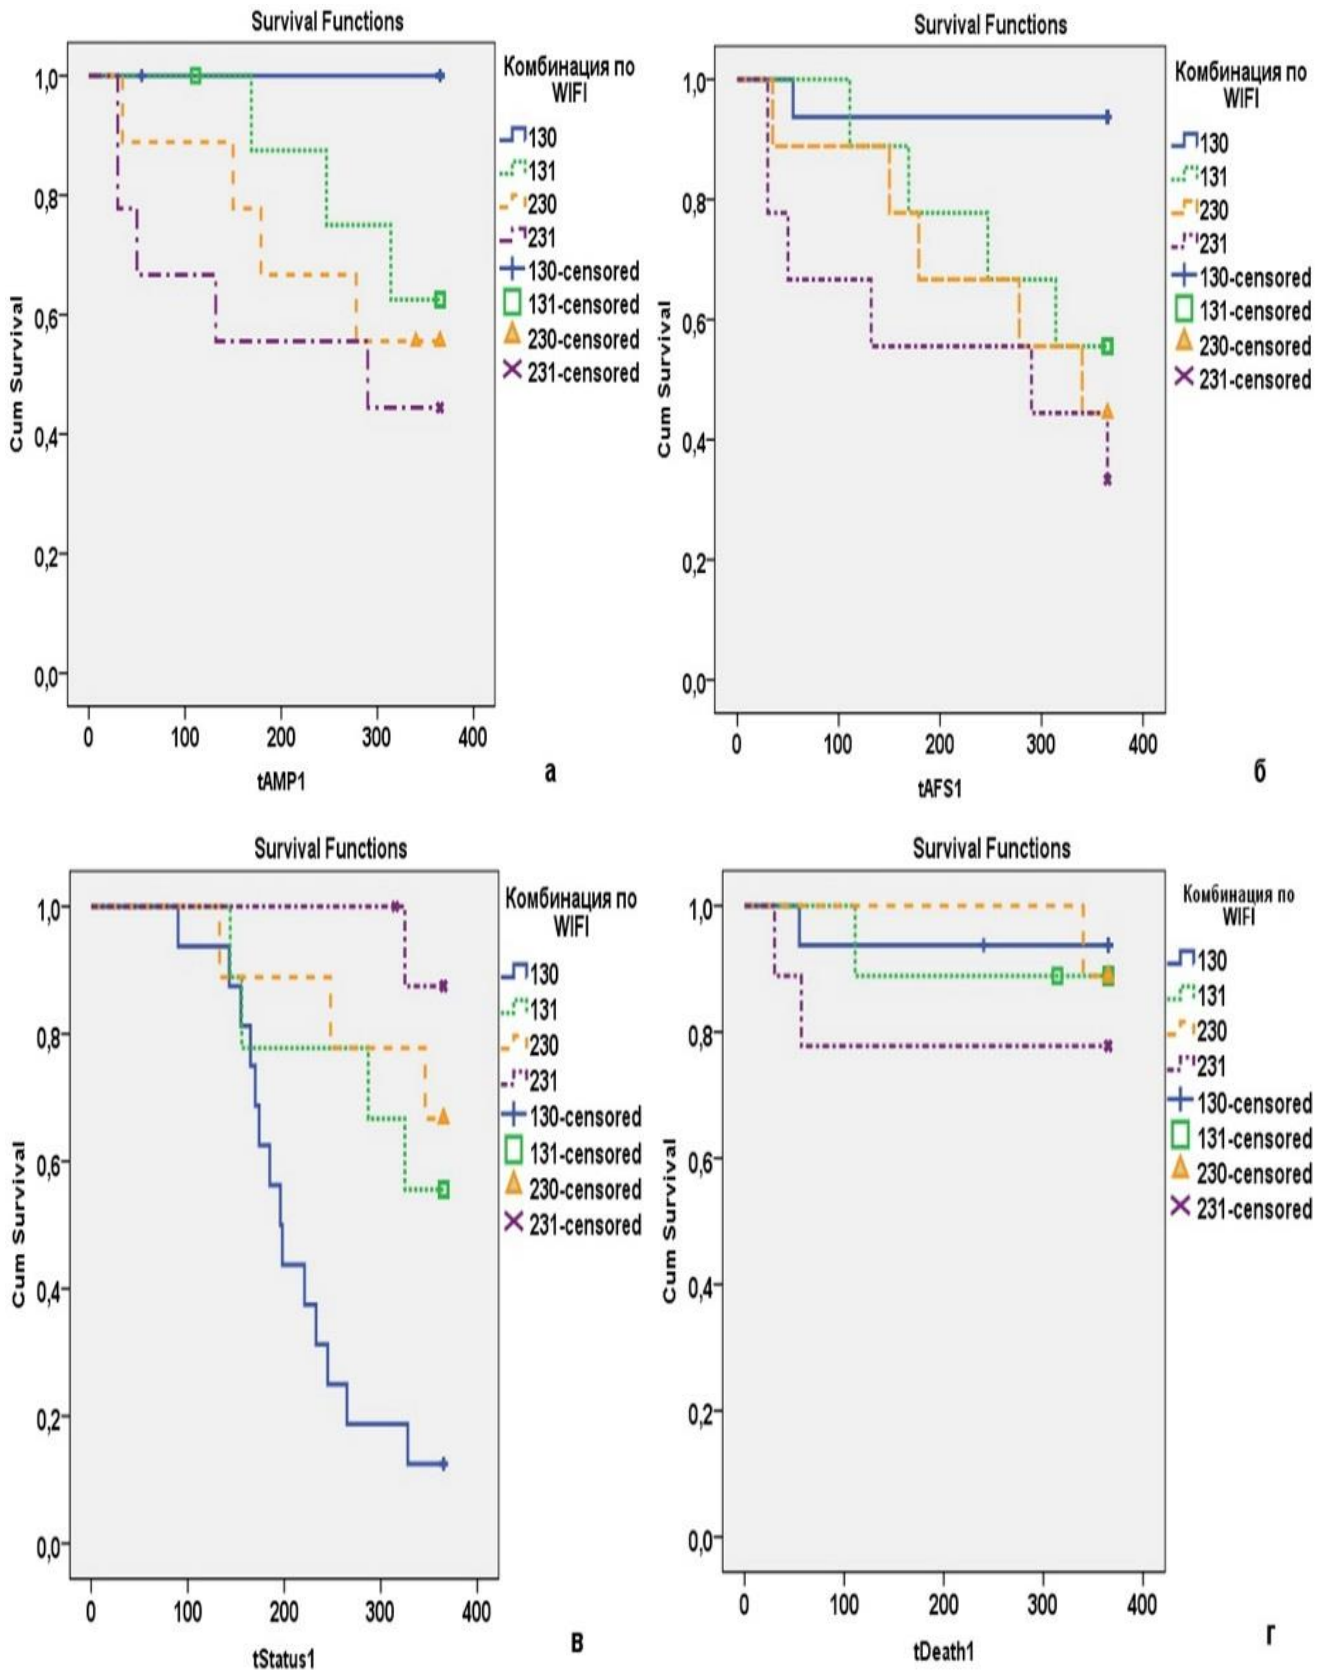 Survival Functions
Комбинация по
WIFI
130
131
230
231
130-censored
131-censored
230-censored
231-censored
1,0
0,8
0,6
0,4
0,2
0,0
Cum Survival
0 100 200 300 400
tAMP1
а
Survival Functions
Комбинация по
WIFI
130
131
230
231
130-censored
131-censored
230-censored
231-censored
1,0
0,8
0,6
0,4
0,2
0,0
Cum Survival
0 100 200 300 400
tAFS1
б
Survival Functions
Комбинация по
WIFI
130
131
230
231
130-censored
131-censored
230-censored
231-censored
1,0
0,8
0,6
0,4
0,2
0,0
Cum Survival
0 100 200 300 400
tStatus1
в
Survival Functions
Комбинация по
WIFI
130
131
230
231
130-censored
131-censored
230-censored
231-censored
1,0
0,8
0,6
0,4
0,2
0,0
Cum Survival
0 100 200 300 400
tDeath1
г